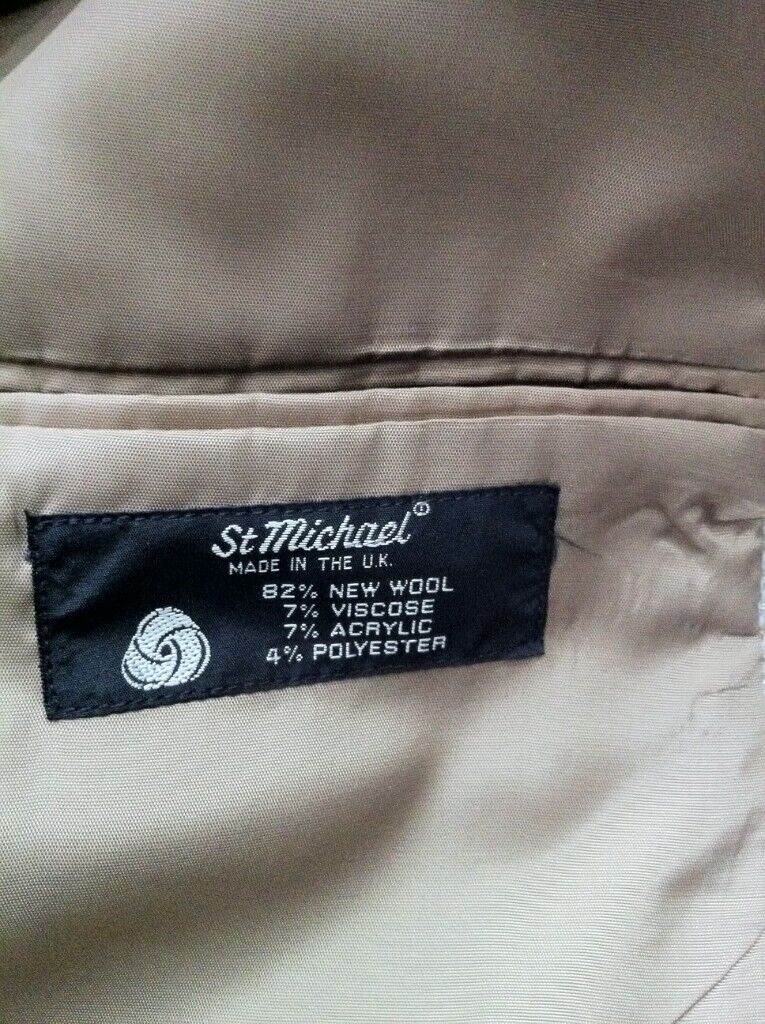 St Michael®
MADE IN THE U.K.
82% NEW WOOL
7% VISCOSE
7% ACRYLIC
4% POLYESTER